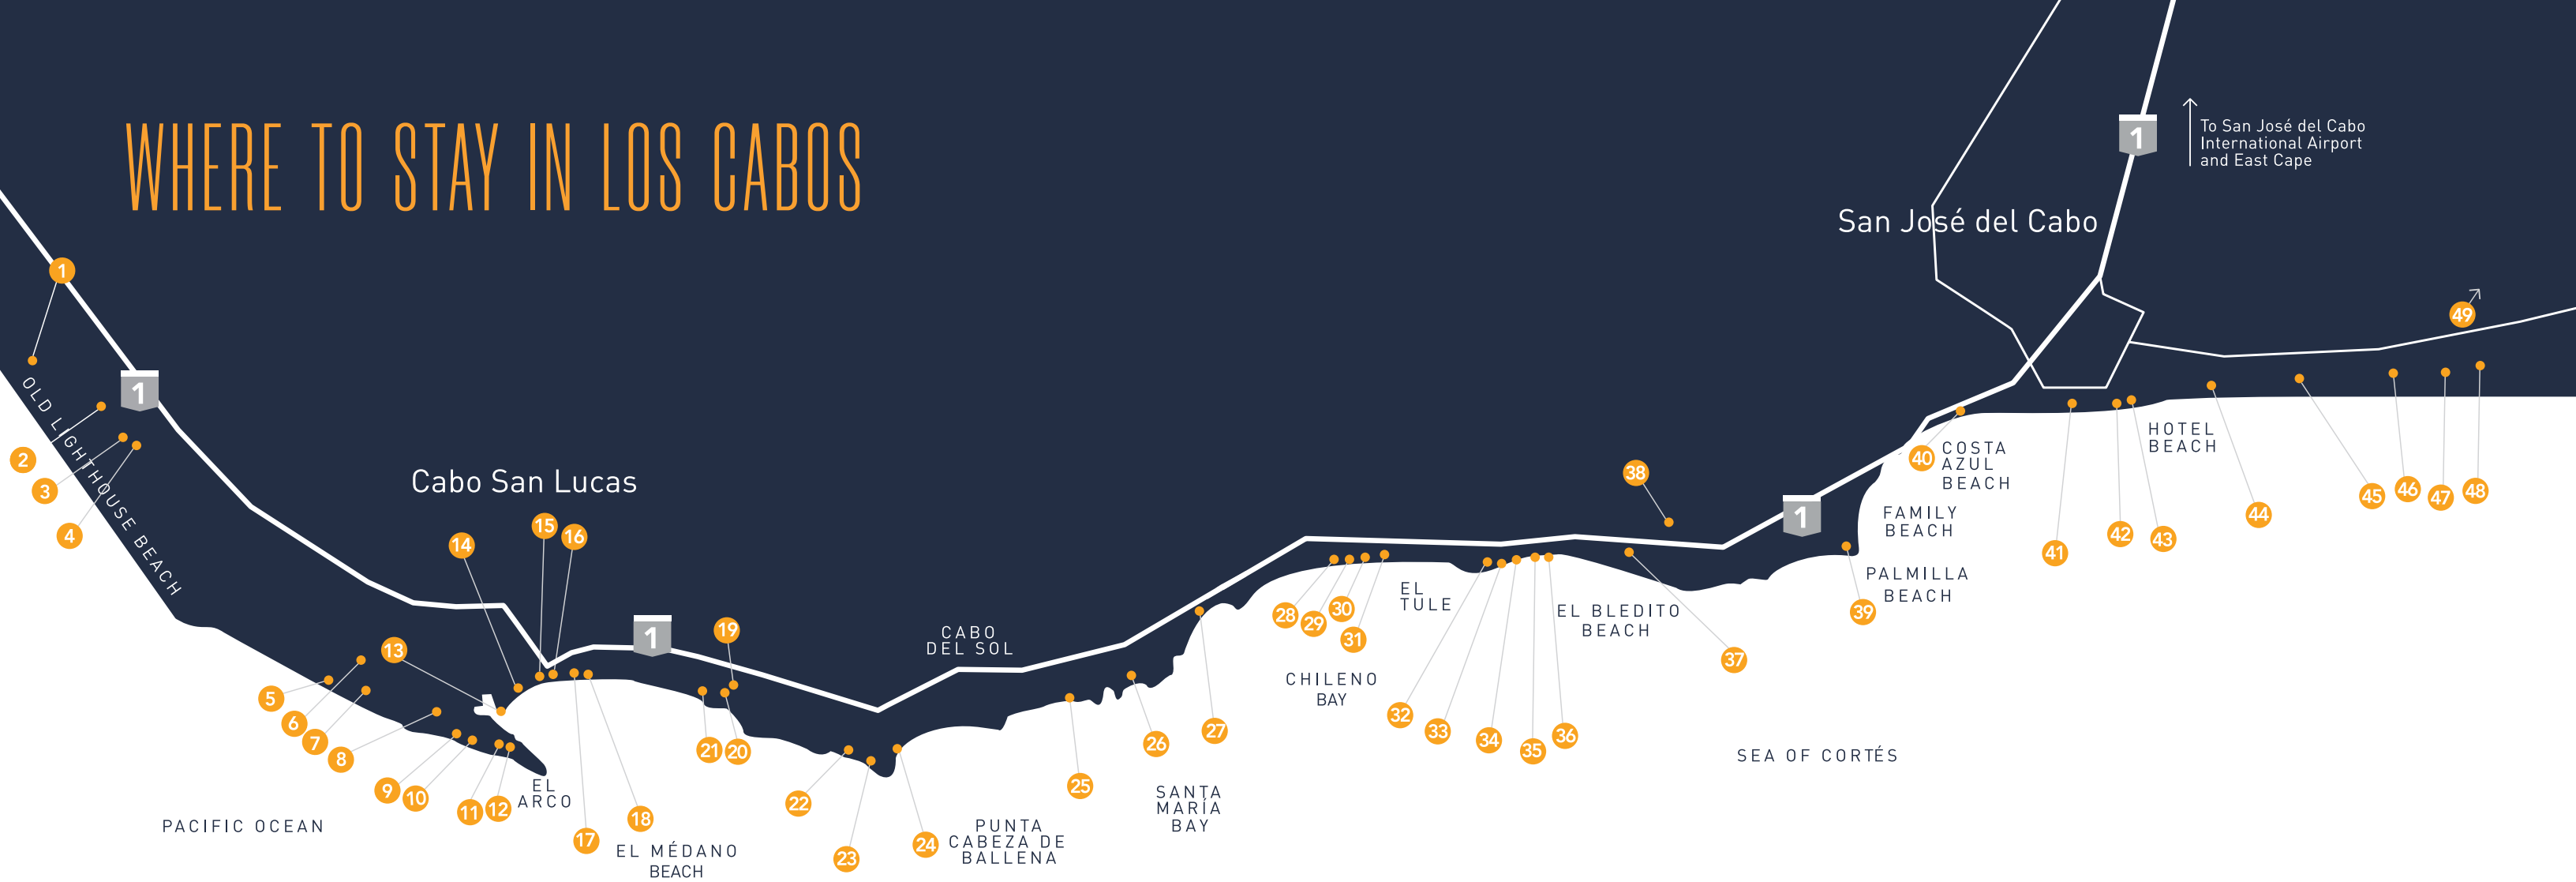 WHERE TO STAY IN LOS CABOS
1
To San José del Cabo
International Airport
and East Cape
San José del Cabo
1
49
1
OLD LIGHTHOUSE BEACH
2
3
4
Cabo San Lucas
14
15
16
13
1
19
5
6
7
8
9
10
11
12
EL
ARCO
PACIFIC OCEAN
17
18
EL MÉDANO
BEACH
21
20
22
23
24
CABO
DEL SOL
PUNTA
CABEZA DE
BALLENA
25
26
27
SANTA
MARÍA
BAY
28
29
30
31
EL
TULE
CHILENO
BAY
32
33
34
35
36
EL BLEDITO
BEACH
37
38
1
SEA OF CORTÉS
39
PALMILLA
BEACH
FAMILY
BEACH
40
COSTA
AZUL
BEACH
41
42
43
HOTEL
BEACH
44
45
46
47
48